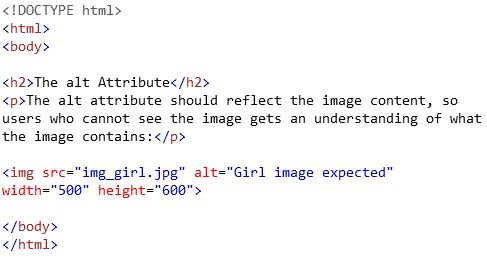 <!DOCTYPE html>
<html>
<body>
<h2>The alt Attribute</h2>
<p>The alt attribute should reflect the image content, so
users who cannot see the image gets an understanding of what
the image contains:</p>
<img src="img_girl.jpg" alt="Girl image expected"
width="500" height="600">
</body>
</html>